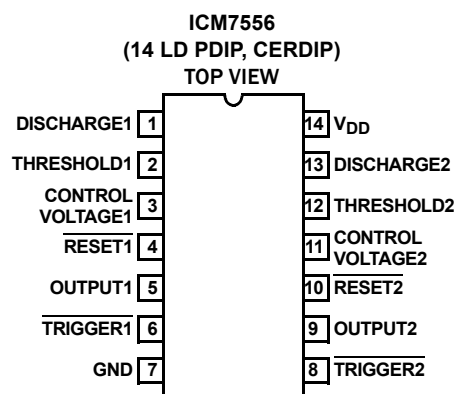 ICM7556
(14 LD PDIP, CERDIP)
TOP VIEW
DISCHARGE1 1
THRESHOLD1 2
CONTROL
VOLTAGE1 3
RESET1 4
OUTPUT1 5
TRIGGER1 6
GND 7
14 VDD
13 DISCHARGE2
12 THRESHOLD2
11 CONTROL
VOLTAGE2
10 RESET2
9 OUTPUT2
8 TRIGGER2